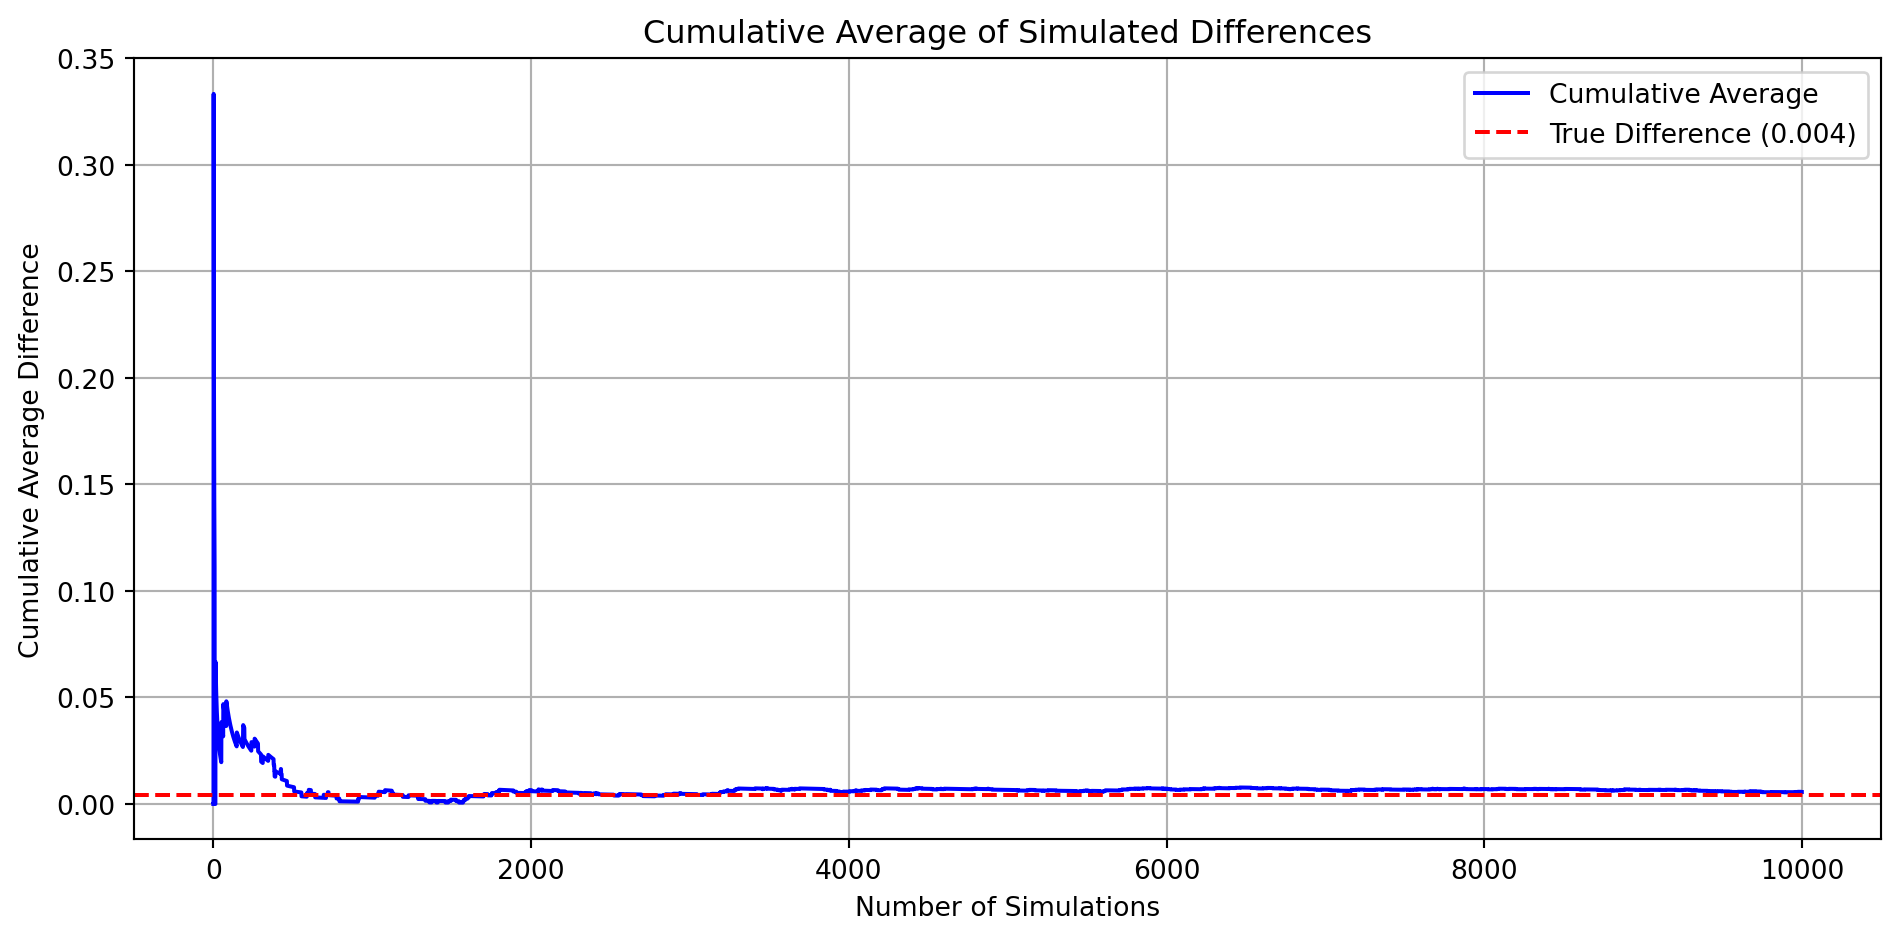 Cumulative Average of Simulated Differences
Cumulative Average
True Difference (0.004)
Cumulative Average Difference
0.35
0.30
0.25
0.20
0.15
0.10
0.05
0.00
0 2000 4000 6000 8000 10000
Number of Simulations